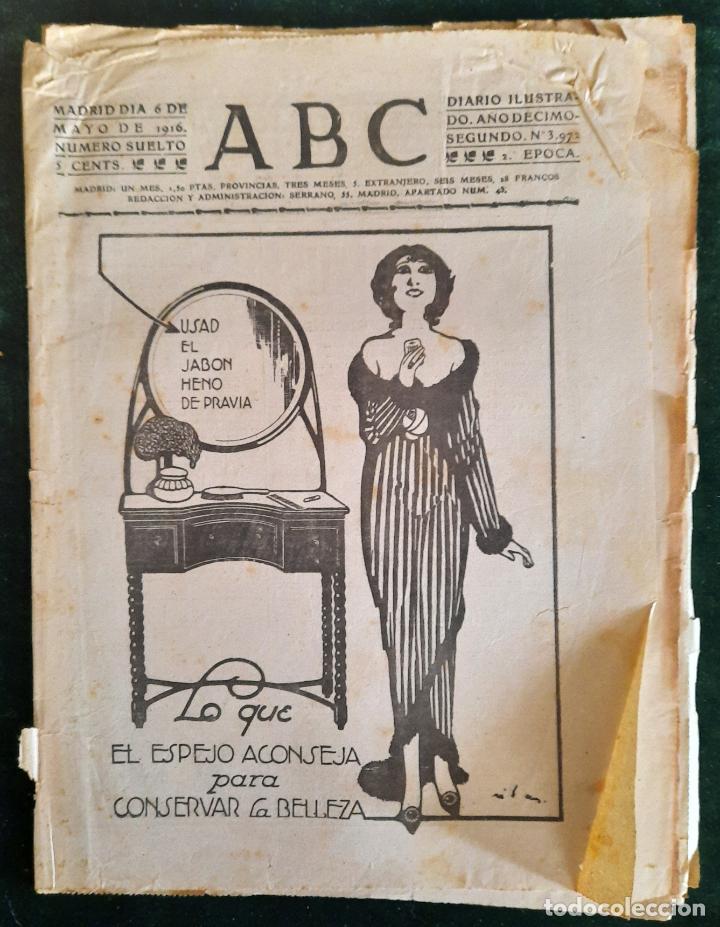 MADRID DIA 6 DE
MAYO DE 1916.
NUMERO SUELTO
5 CENTS.
ABC
DIARIO ILUSTRA-
DO. AÑO DECIMO-
SEGUNDO. N.º 3.972
2.ª EPOCA.
MADRID: UN MES, 1,50 PTAS. PROVINCIAS, TRES MESES, 5. EXTRANJERO, SEIS MESES, 28 FRANCOS
REDACCION Y ADMINISTRACION: SERRANO, 55, MADRID. APARTADO NUM. 43.
USAD
EL
JABON
HENO
DE PRAVIA
Lo que
EL ESPEJO ACONSEJA
para
CONSERVAR la BELLEZA
ribas
todocoleccion